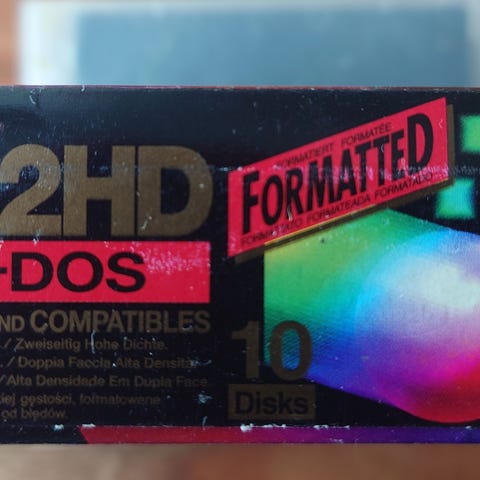 2HD
-DOS
ND COMPATIBLES
./ Zweiseitig Hohe Dichte.
./ Doppia Faccia Alta Densità
/Alta Densidade Em Dupla Face
iej gęstości, formatowane
od błędów.
FORMATIERT FORMATÉE
FORMATTED
FORMATEADA FORMATADO
10
Disks